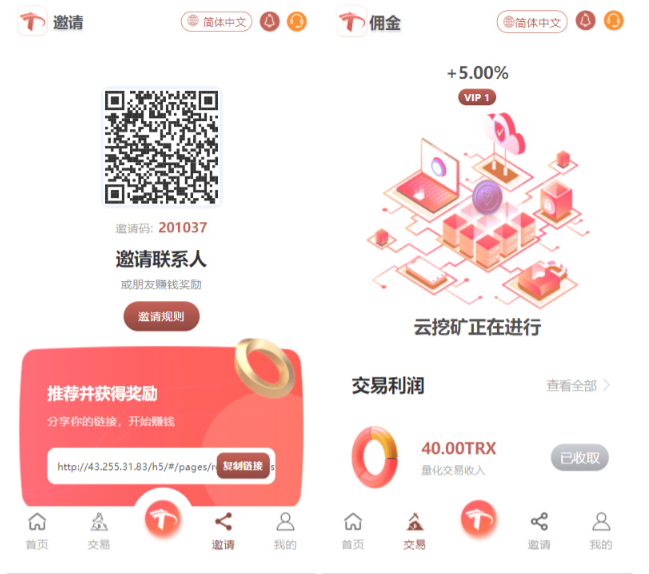 邀请
简体中文
邀请码: 201037
邀请联系人
或朋友赚钱奖励
邀请规则
推荐并获得奖励
分享你的链接，开始赚钱
http://43.255.31.83/h5/#/pages/r
复制链接
首页
交易
邀请
我的
佣金
简体中文
+5.00%
VIP 1
云挖矿正在进行
交易利润
查看全部
40.00TRX
量化交易收入
已收取
首页
交易
邀请
我的